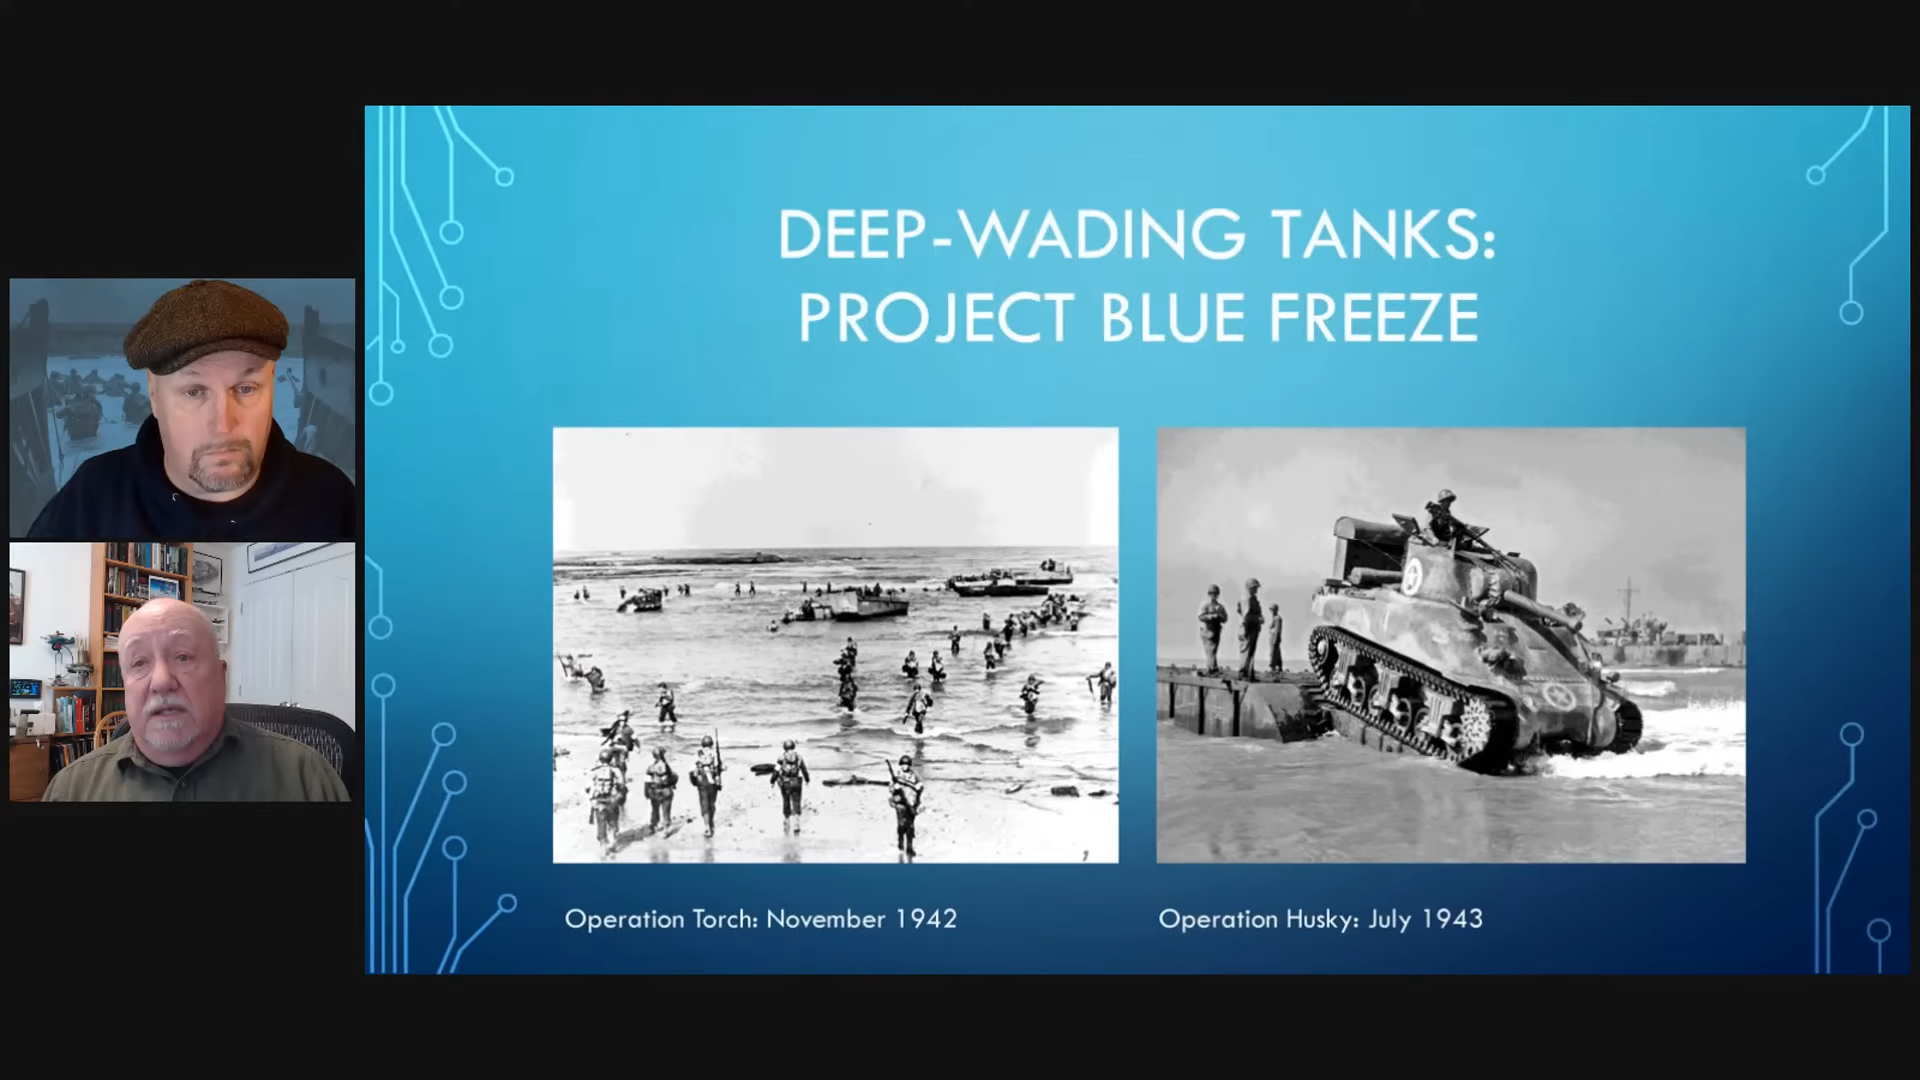 DEEP-WADING TANKS:
PROJECT BLUE FREEZE
Operation Torch: November 1942
Operation Husky: July 1943